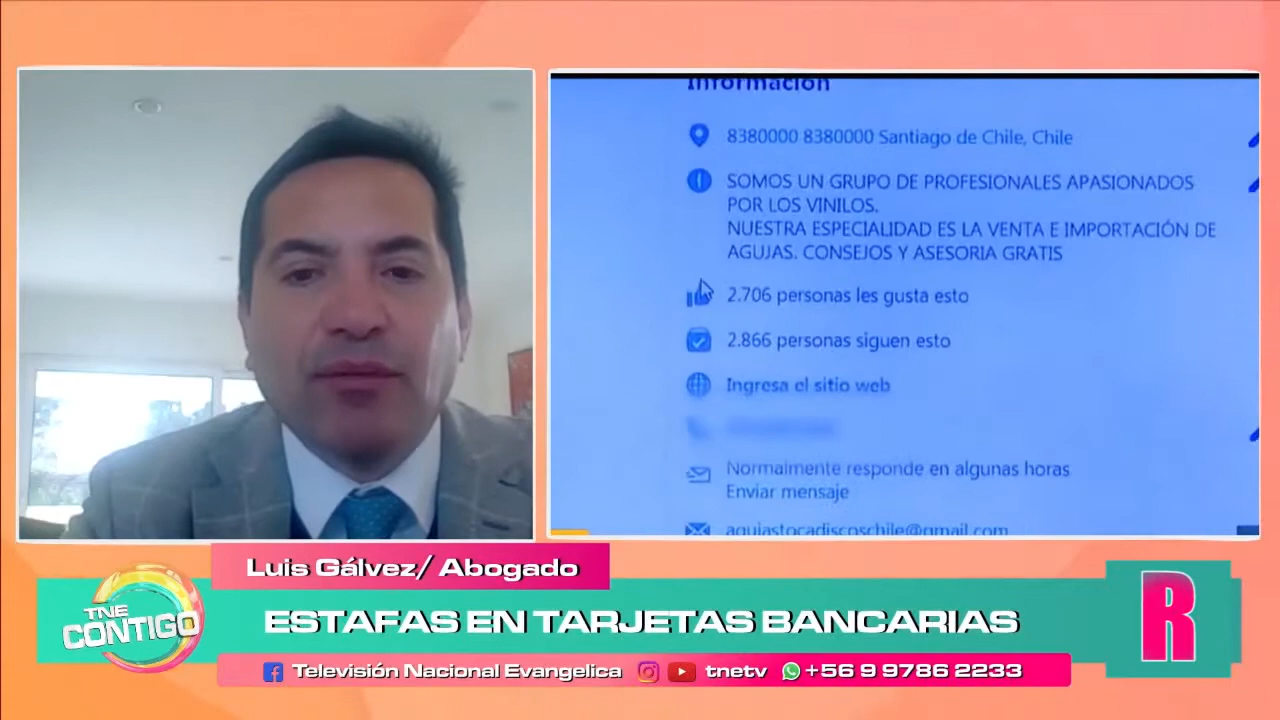 Información
8380000 8380000 Santiago de Chile, Chile
SOMOS UN GRUPO DE PROFESIONALES APASIONADOS
POR LOS VINILOS.
NUESTRA ESPECIALIDAD ES LA VENTA E IMPORTACIÓN DE
AGUJAS. CONSEJOS Y ASESORIA GRATIS
2.706 personas les gusta esto
2.866 personas siguen esto
Ingresa el sitio web
Normalmente responde en algunas horas
Enviar mensaje
agujastocadiscoschile@gmail.com
Luis Gálvez/ Abogado
TNE
CONTIGO
ESTAFAS EN TARJETAS BANCARIAS
R
Televisión Nacional Evangelica tnetv +56 9 9786 2233